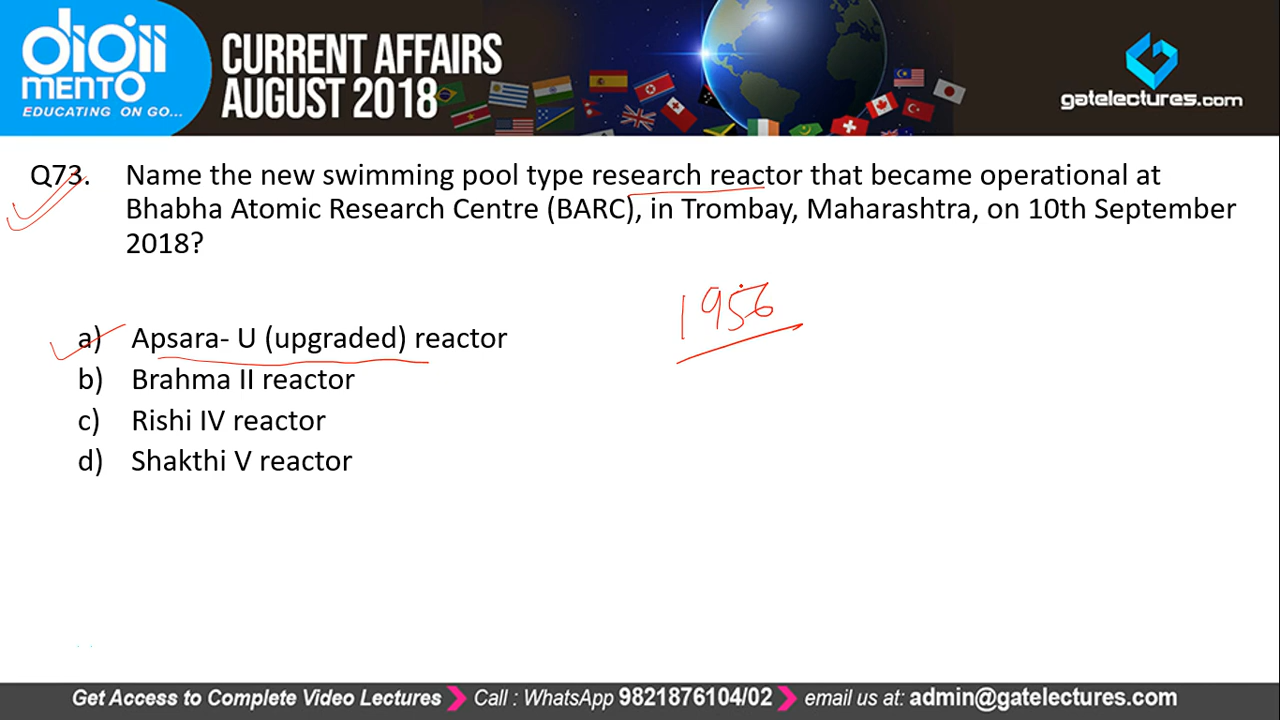 digii
MENTO
EDUCATING ON GO...
CURRENT AFFAIRS
AUGUST 2018
gatelectures.com
Q73. Name the new swimming pool type research reactor that became operational at
Bhabha Atomic Research Centre (BARC), in Trombay, Maharashtra, on 10th September
2018?
1956
a) Apsara- U (upgraded) reactor
b) Brahma II reactor
c) Rishi IV reactor
d) Shakthi V reactor
Get Access to Complete Video Lectures Call : WhatsApp 9821876104/02 email us at: admin@gatelectures.com